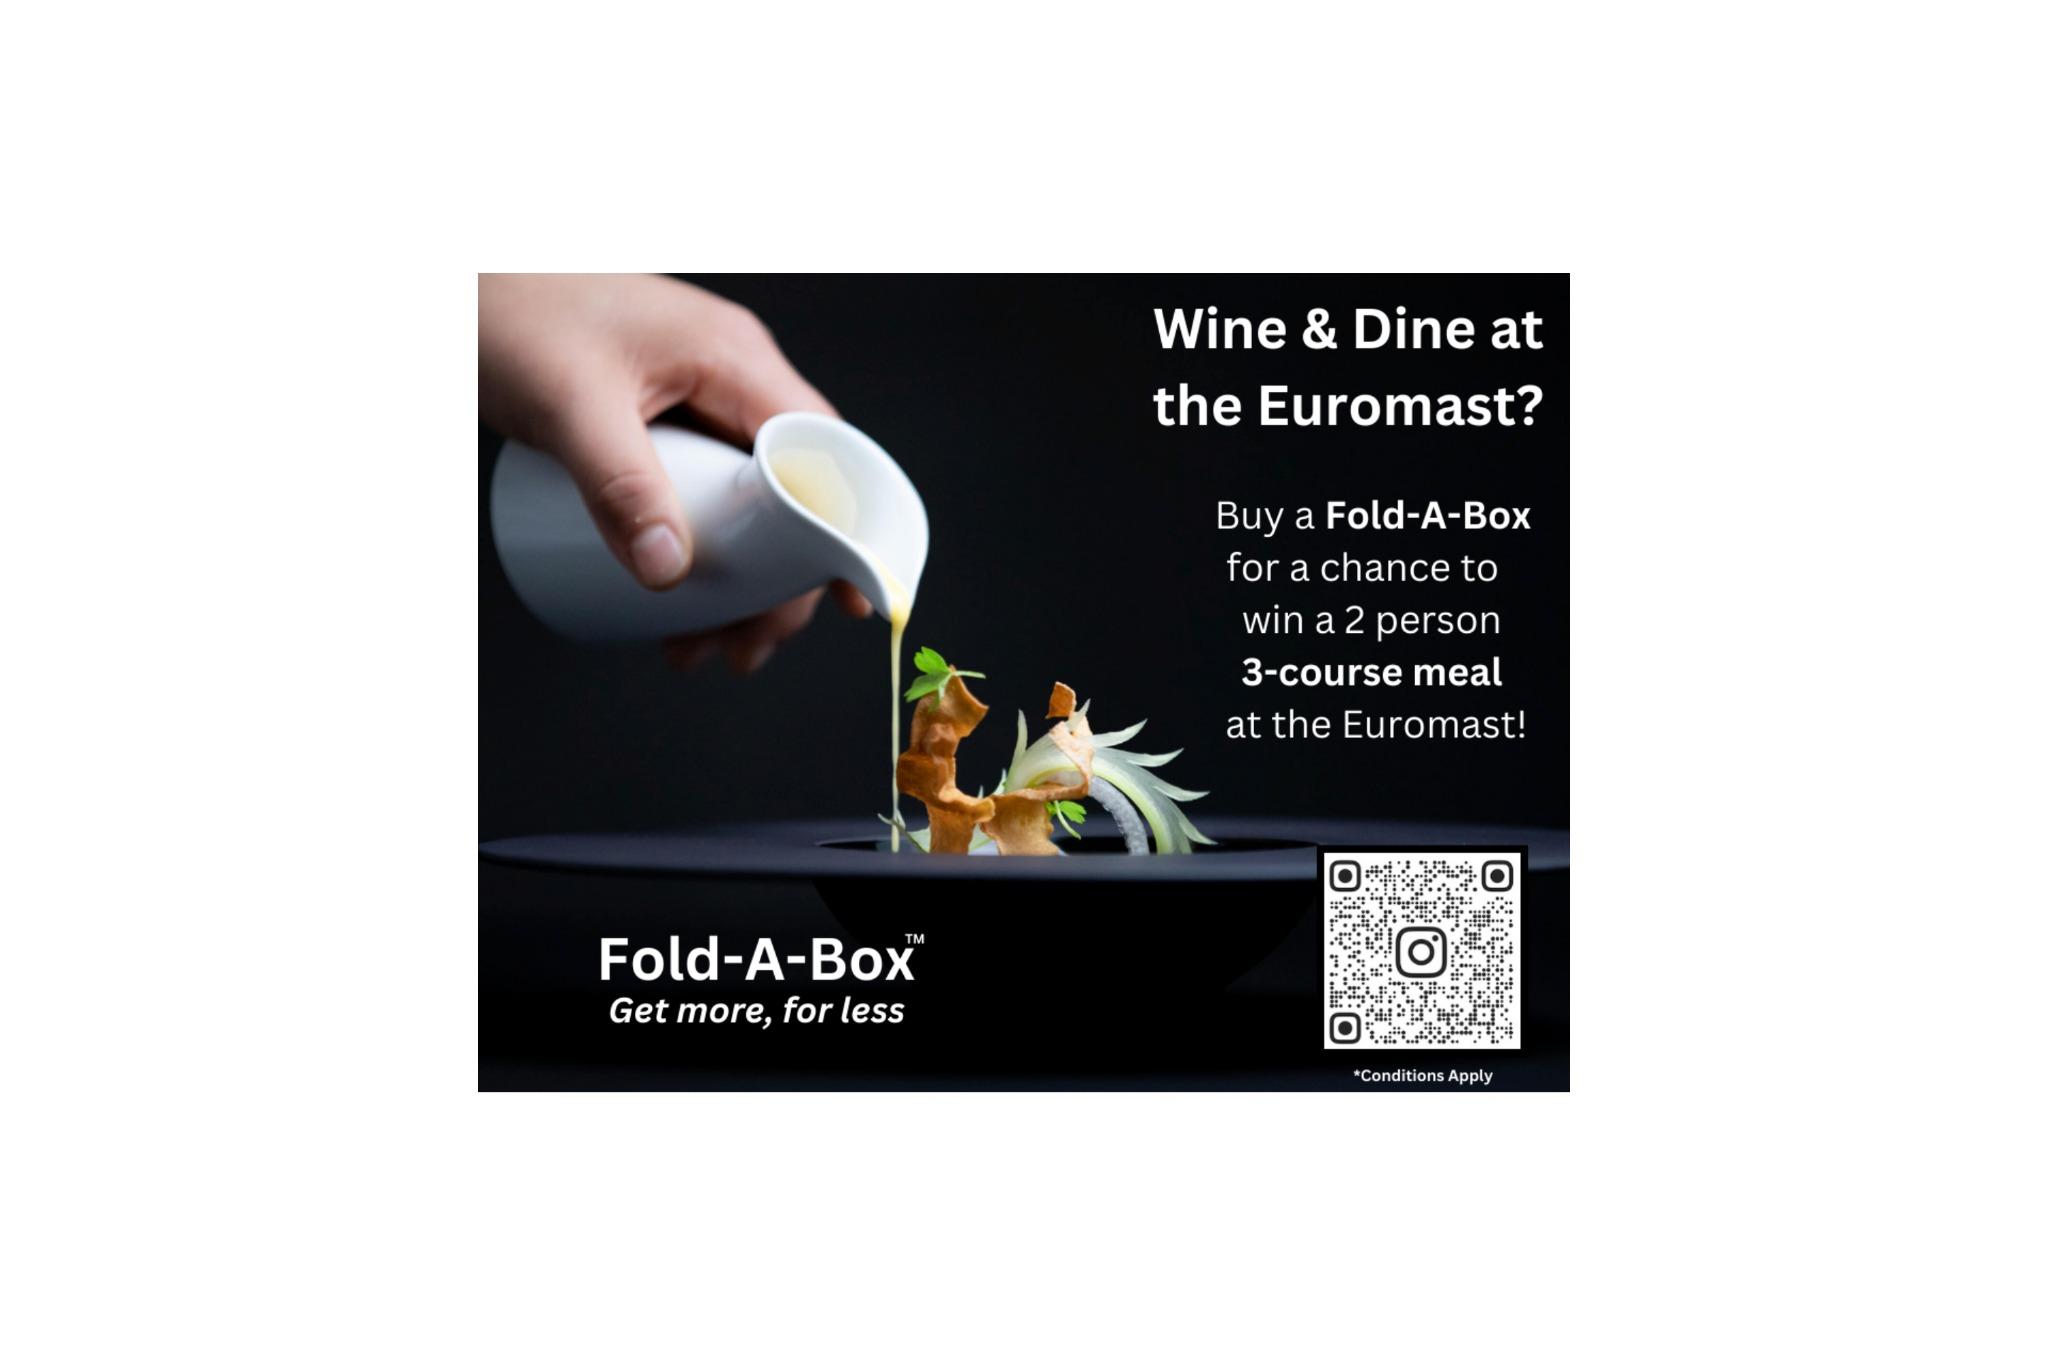 Wine & Dine at
the Euromast?
Buy a Fold-A-Box
for a chance to
win a 2 person
3-course meal
at the Euromast!
Fold-A-Box™
Get more, for less
*Conditions Apply